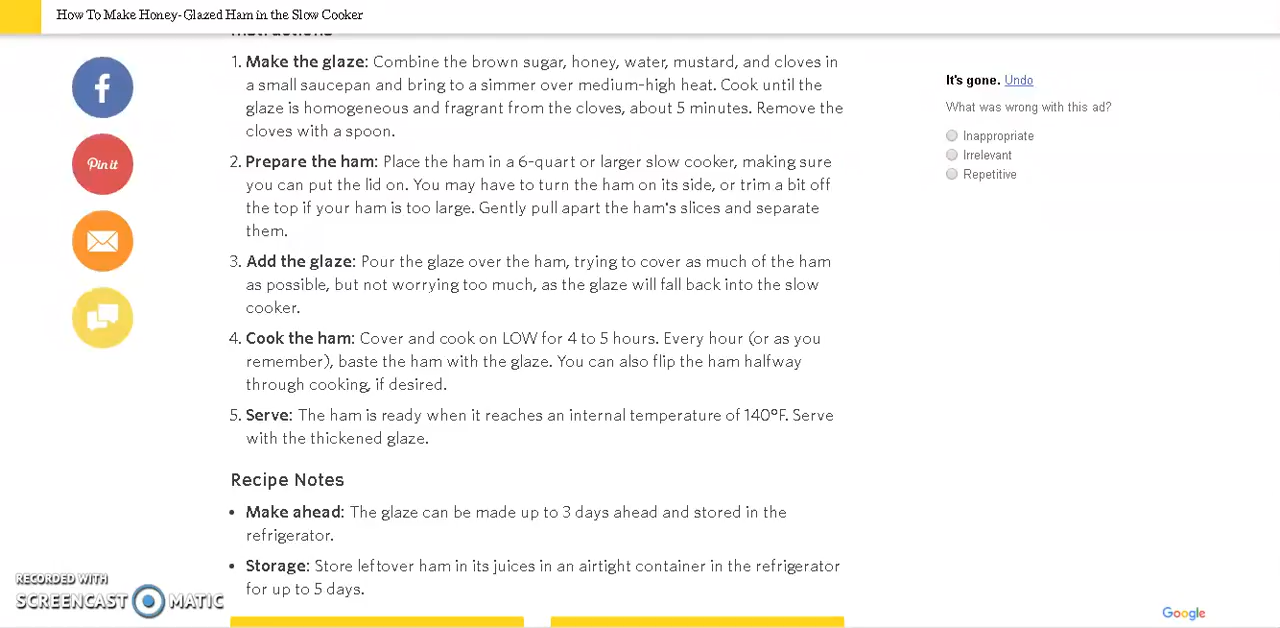 How To Make Honey-Glazed Ham in the Slow Cooker
Instructions
1. Make the glaze: Combine the brown sugar, honey, water, mustard, and cloves in
a small saucepan and bring to a simmer over medium-high heat. Cook until the
glaze is homogeneous and fragrant from the cloves, about 5 minutes. Remove the
cloves with a spoon.
2. Prepare the ham: Place the ham in a 6-quart or larger slow cooker, making sure
you can put the lid on. You may have to turn the ham on its side, or trim a bit off
the top if your ham is too large. Gently pull apart the ham's slices and separate
them.
3. Add the glaze: Pour the glaze over the ham, trying to cover as much of the ham
as possible, but not worrying too much, as the glaze will fall back into the slow
cooker.
4. Cook the ham: Cover and cook on LOW for 4 to 5 hours. Every hour (or as you
remember), baste the ham with the glaze. You can also flip the ham halfway
through cooking, if desired.
5. Serve: The ham is ready when it reaches an internal temperature of 140°F. Serve
with the thickened glaze.
Recipe Notes
• Make ahead: The glaze can be made up to 3 days ahead and stored in the
refrigerator.
• Storage: Store leftover ham in its juices in an airtight container in the refrigerator
for up to 5 days.
f
Pin it
It's gone. Undo
What was wrong with this ad?
Inappropriate
Irrelevant
Repetitive
RECORDED WITH
SCREENCAST MATIC
Google